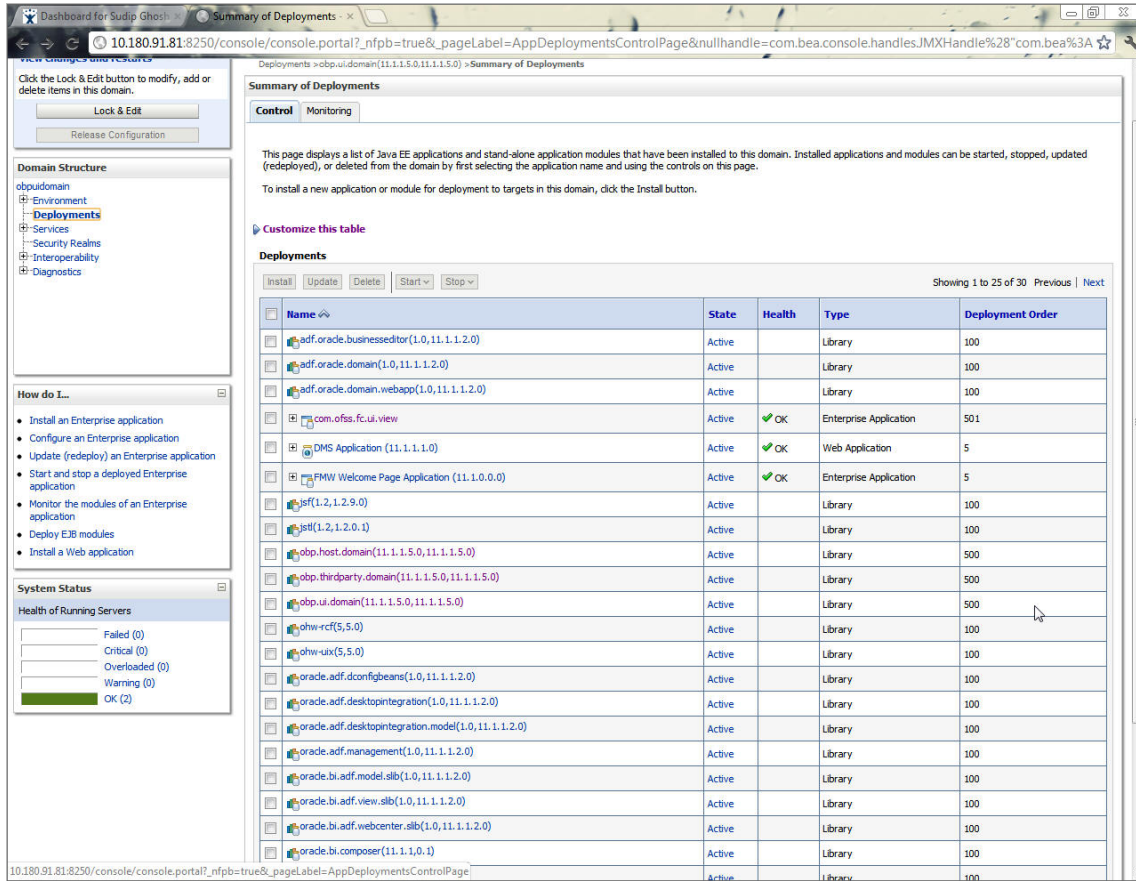 Dashboard for Sudip Ghosh
Summary of Deployments -
10.180.91.81:8250/console/console.portal?_nfpb=true&_pageLabel=AppDeploymentsControlPage&nullhandle=com.bea.console.handles.JMXHandle%28"com.bea%3A
View changes and restarts
Click the Lock & Edit button to modify, add or
delete items in this domain.
Lock & Edit
Release Configuration
Domain Structure
obpuidomain
Environment
Deployments
Services
Security Realms
Interoperability
Diagnostics
How do I...
Install an Enterprise application
Configure an Enterprise application
Update (redeploy) an Enterprise application
Start and stop a deployed Enterprise
application
Monitor the modules of an Enterprise
application
Deploy EJB modules
Install a Web application
System Status
Health of Running Servers
Failed (0)
Critical (0)
Overloaded (0)
Warning (0)
OK (2)
Deployments >obp.ui.domain(11.1.1.5.0,11.1.1.5.0) >Summary of Deployments
Summary of Deployments
Control Monitoring
This page displays a list of Java EE applications and stand-alone application modules that have been installed to this domain. Installed applications and modules can be started, stopped, updated
(redeployed), or deleted from the domain by first selecting the application name and using the controls on this page.
To install a new application or module for deployment to targets in this domain, click the Install button.
Customize this table
Deployments
Install Update Delete Start Stop Showing 1 to 25 of 30 Previous | Next
Name State Health Type Deployment Order
adf.oracle.businesseditor(1.0,11.1.1.2.0) Active Library 100
adf.oracle.domain(1.0,11.1.1.2.0) Active Library 100
adf.oracle.domain.webapp(1.0,11.1.1.2.0) Active Library 100
com.ofss.fc.ui.view Active OK Enterprise Application 501
DMS Application (11.1.1.1.0) Active OK Web Application 5
FMW Welcome Page Application (11.1.0.0.0) Active OK Enterprise Application 5
jsf(1.2,1.2.9.0) Active Library 100
jstl(1.2,1.2.0.1) Active Library 100
obp.host.domain(11.1.1.5.0,11.1.1.5.0) Active Library 500
obp.thirdparty.domain(11.1.1.5.0,11.1.1.5.0) Active Library 500
obp.ui.domain(11.1.1.5.0,11.1.1.5.0) Active Library 500
ohw-rcf(5,5.0) Active Library 100
ohw-uix(5,5.0) Active Library 100
oracle.adf.dconfigbeans(1.0,11.1.1.2.0) Active Library 100
oracle.adf.desktopintegration(1.0,11.1.1.2.0) Active Library 100
oracle.adf.desktopintegration.model(1.0,11.1.1.2.0) Active Library 100
oracle.adf.management(1.0,11.1.1.2.0) Active Library 100
oracle.bi.adf.model.slib(1.0,11.1.1.2.0) Active Library 100
oracle.bi.adf.view.slib(1.0,11.1.1.2.0) Active Library 100
oracle.bi.adf.webcenter.slib(1.0,11.1.1.2.0) Active Library 100
oracle.bi.composer(11.1.1,0.1) Active Library 100
Active Library 100
10.180.91.81:8250/console/console.portal?_nfpb=true&_pageLabel=AppDeploymentsControlPage